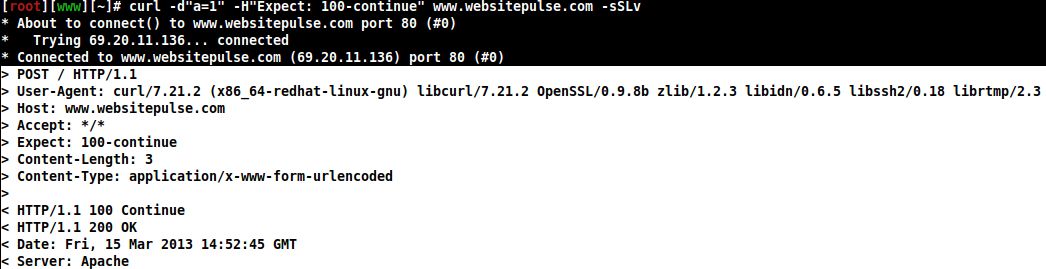 [root][www][~]# curl -d"a=1" -H"Expect: 100-continue" www.websitepulse.com -sSLv
* About to connect() to www.websitepulse.com port 80 (#0)
*   Trying 69.20.11.136... connected
* Connected to www.websitepulse.com (69.20.11.136) port 80 (#0)
> POST / HTTP/1.1
> User-Agent: curl/7.21.2 (x86_64-redhat-linux-gnu) libcurl/7.21.2 OpenSSL/0.9.8b zlib/1.2.3 libidn/0.6.5 libssh2/0.18 librtmp/2.3
> Host: www.websitepulse.com
> Accept: */*
> Expect: 100-continue
> Content-Length: 3
> Content-Type: application/x-www-form-urlencoded
>
< HTTP/1.1 100 Continue
< HTTP/1.1 200 OK
< Date: Fri, 15 Mar 2013 14:52:45 GMT
< Server: Apache